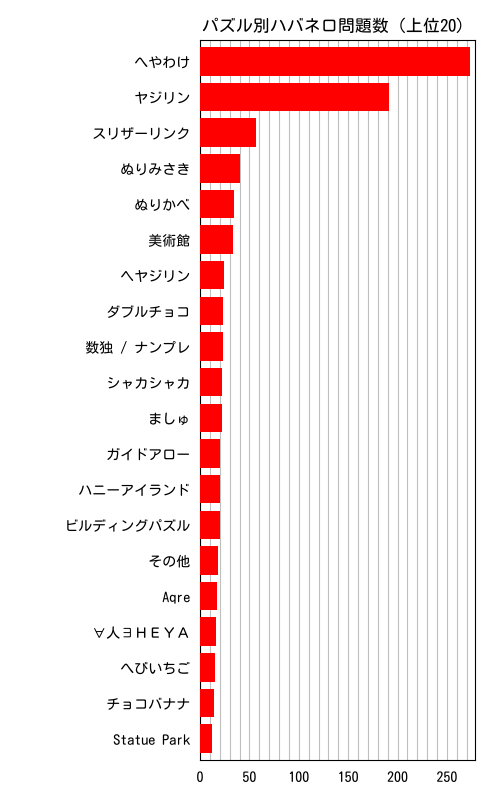 パズル別ハバネロ問題数 (上位20)
へやわけ
ヤジリン
スリザーリンク
ぬりみさき
ぬりかべ
美術館
ヘヤジリン
ダブルチョコ
数独 / ナンプレ
シャカシャカ
ましゅ
ガイドアロー
ハニーアイランド
ビルディングパズル
その他
Aqre
∀人∃ＨＥＹＡ
へびいちご
チョコバナナ
Statue Park
0 50 100 150 200 250